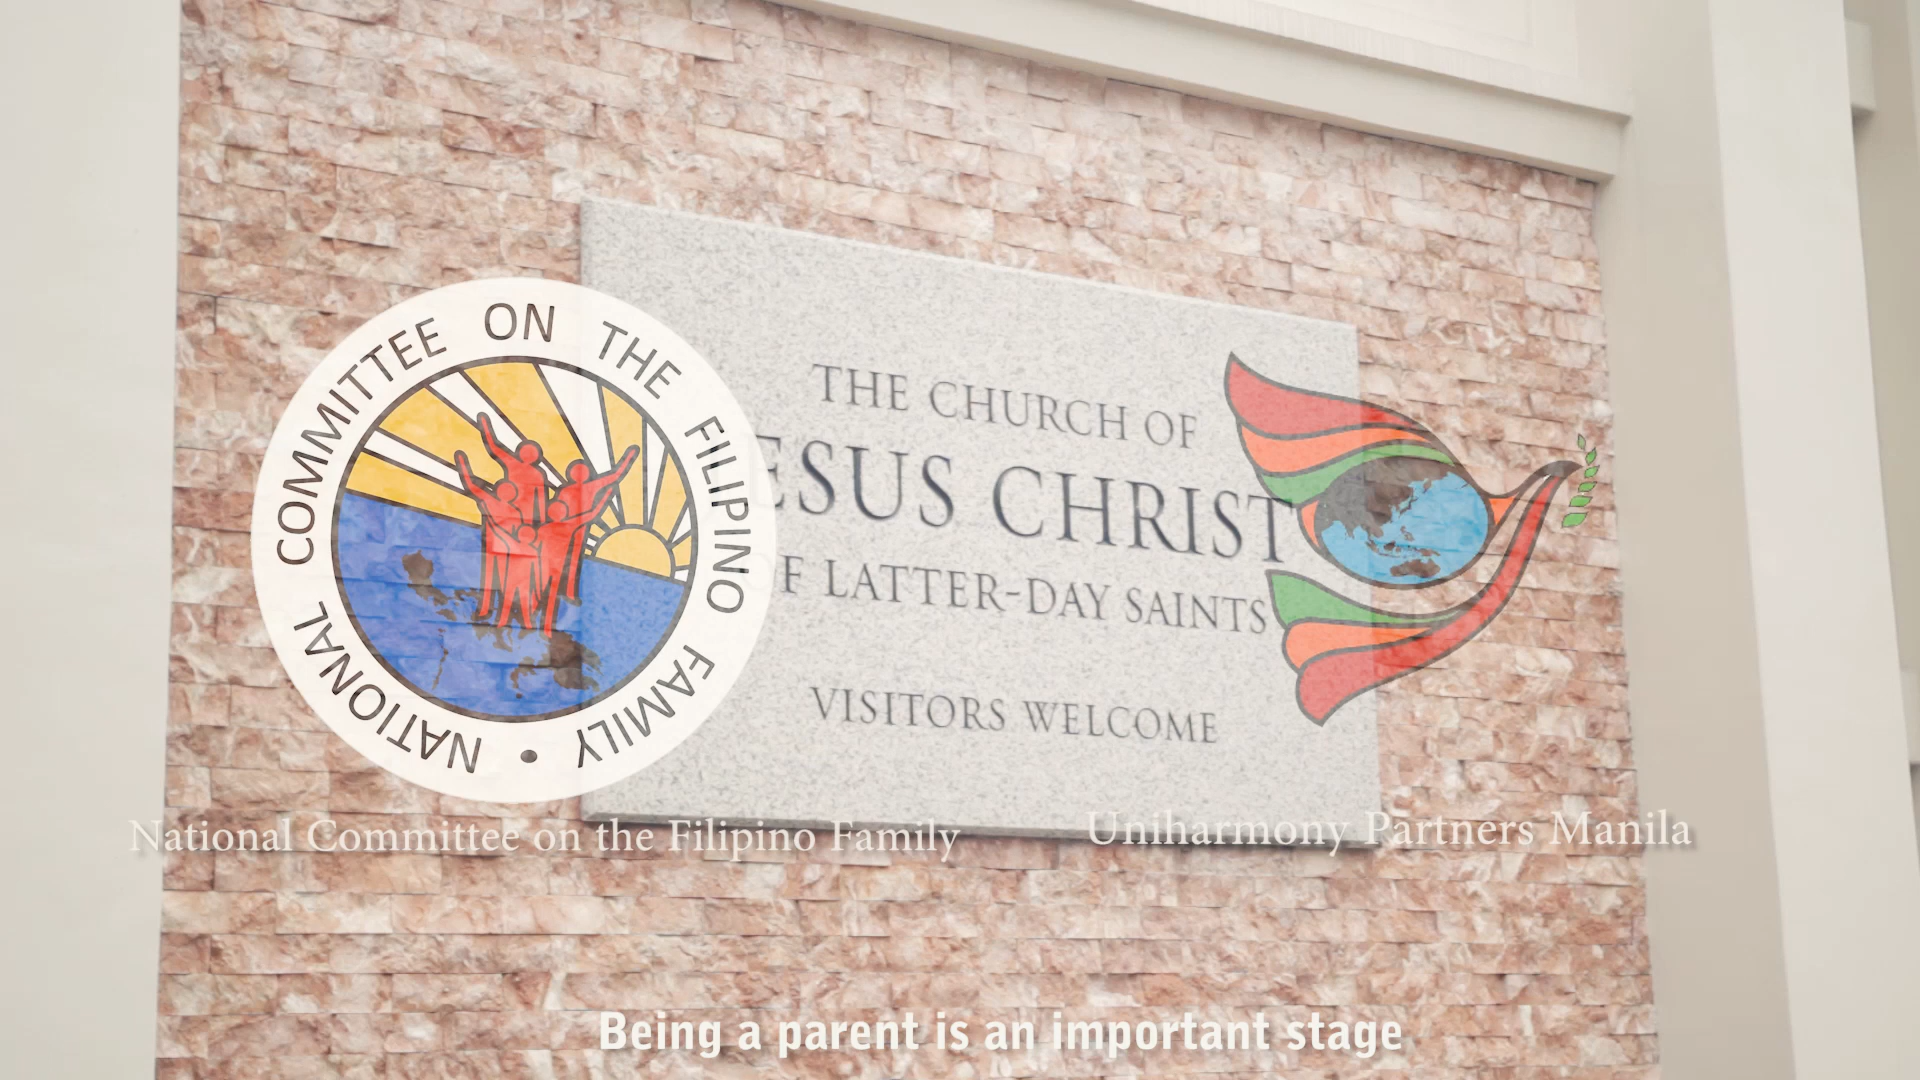 NATIONAL COMMITTEE ON THE FILIPINO FAMILY •
THE CHURCH OF
ESUS CHRIST
F LATTER-DAY SAINTS
VISITORS WELCOME
National Committee on the Filipino Family
Uniharmony Partners Manila
Being a parent is an important stage